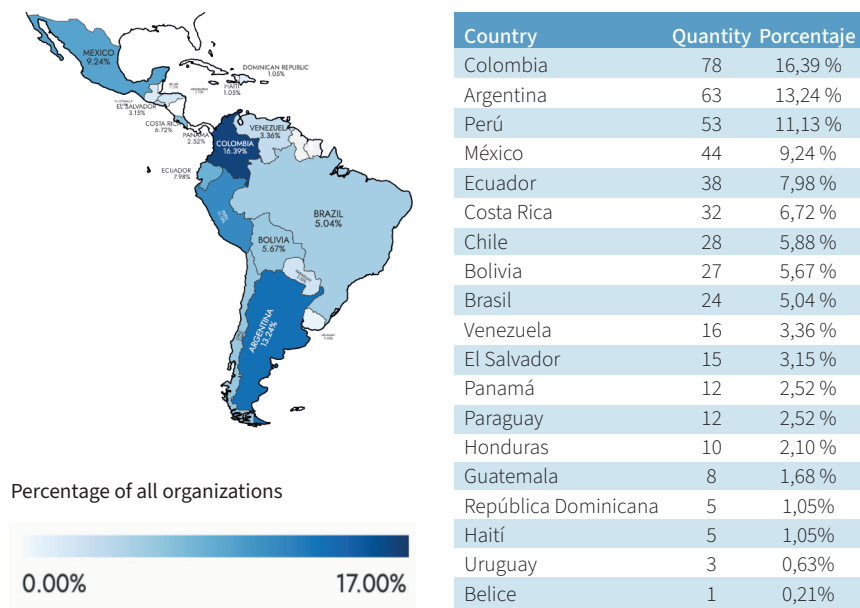 MEXICO
9.24%
DOMINICAN REPUBLIC
1.05%
HAITI
1.05%
EL SALVADOR
3.15%
COSTA RICA
6.72%
PANAMA
2.52%
VENEZUELA
3.36%
COLOMBIA
16.39%
ECUADOR
7.98%
BRAZIL
5.04%
BOLIVIA
5.67%
ARGENTINA
13.24%
Percentage of all organizations
0.00% 17.00%
Country Quantity Porcentaje
Colombia 78 16,39 %
Argentina 63 13,24 %
Perú 53 11,13 %
México 44 9,24 %
Ecuador 38 7,98 %
Costa Rica 32 6,72 %
Chile 28 5,88 %
Bolivia 27 5,67 %
Brasil 24 5,04 %
Venezuela 16 3,36 %
El Salvador 15 3,15 %
Panamá 12 2,52 %
Paraguay 12 2,52 %
Honduras 10 2,10 %
Guatemala 8 1,68 %
República Dominicana 5 1,05%
Haití 5 1,05%
Uruguay 3 0,63%
Belice 1 0,21%